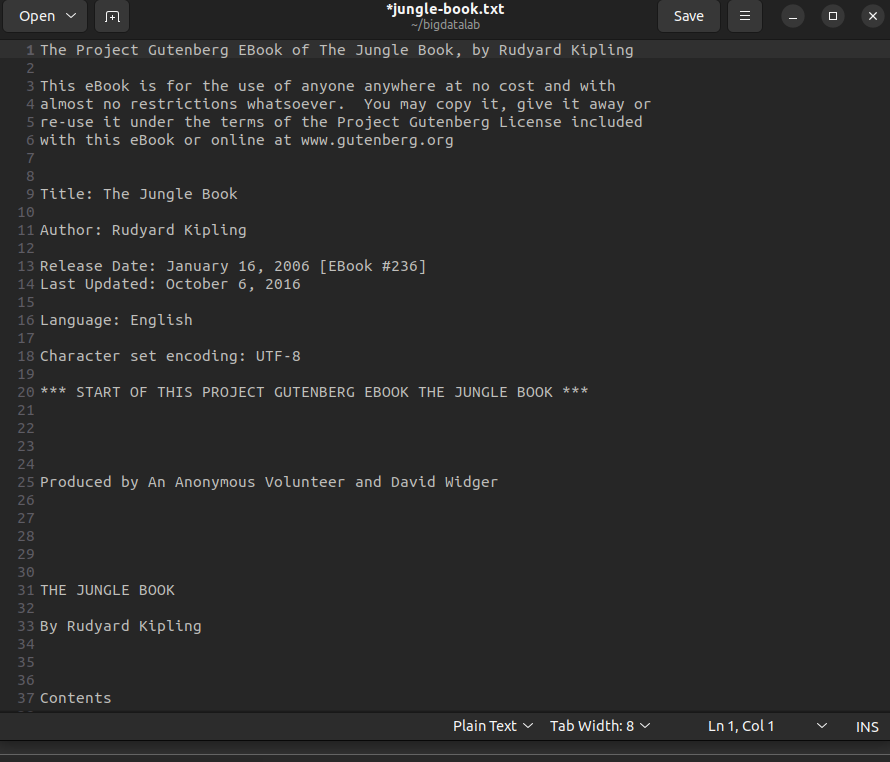 Open
*jungle-book.txt
~/bigdatalab
Save
1 The Project Gutenberg EBook of The Jungle Book, by Rudyard Kipling
2
3 This eBook is for the use of anyone anywhere at no cost and with
4 almost no restrictions whatsoever.  You may copy it, give it away or
5 re-use it under the terms of the Project Gutenberg License included
6 with this eBook or online at www.gutenberg.org
7
8
9 Title: The Jungle Book
10
11 Author: Rudyard Kipling
12
13 Release Date: January 16, 2006 [EBook #236]
14 Last Updated: October 6, 2016
15
16 Language: English
17
18 Character set encoding: UTF-8
19
20 *** START OF THIS PROJECT GUTENBERG EBOOK THE JUNGLE BOOK ***
21
22
23
24
25 Produced by An Anonymous Volunteer and David Widger
26
27
28
29
30
31 THE JUNGLE BOOK
32
33 By Rudyard Kipling
34
35
36
37 Contents
Plain Text Tab Width: 8 Ln 1, Col 1 INS